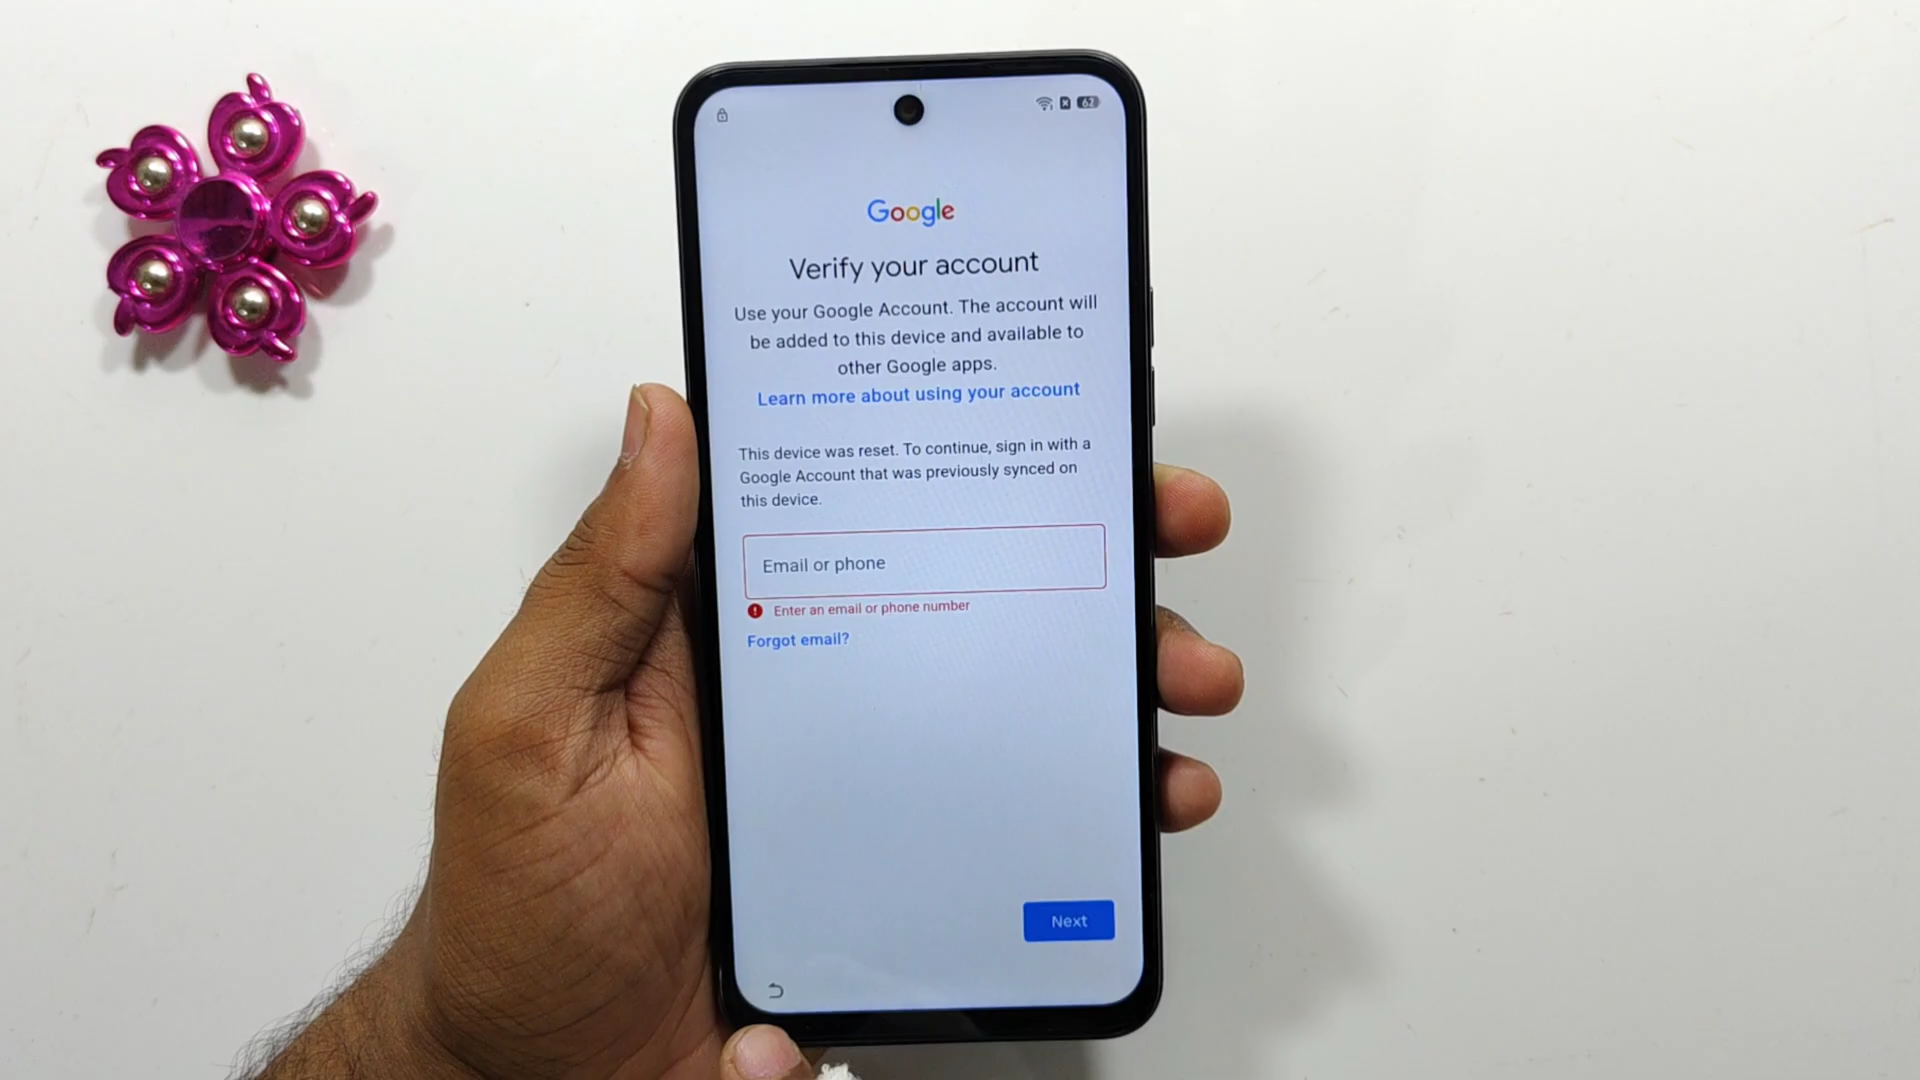 62
Google
Verify your account
Use your Google Account. The account will
be added to this device and available to
other Google apps.
Learn more about using your account
This device was reset. To continue, sign in with a
Google Account that was previously synced on
this device.
Email or phone
Enter an email or phone number
Forgot email?
Next